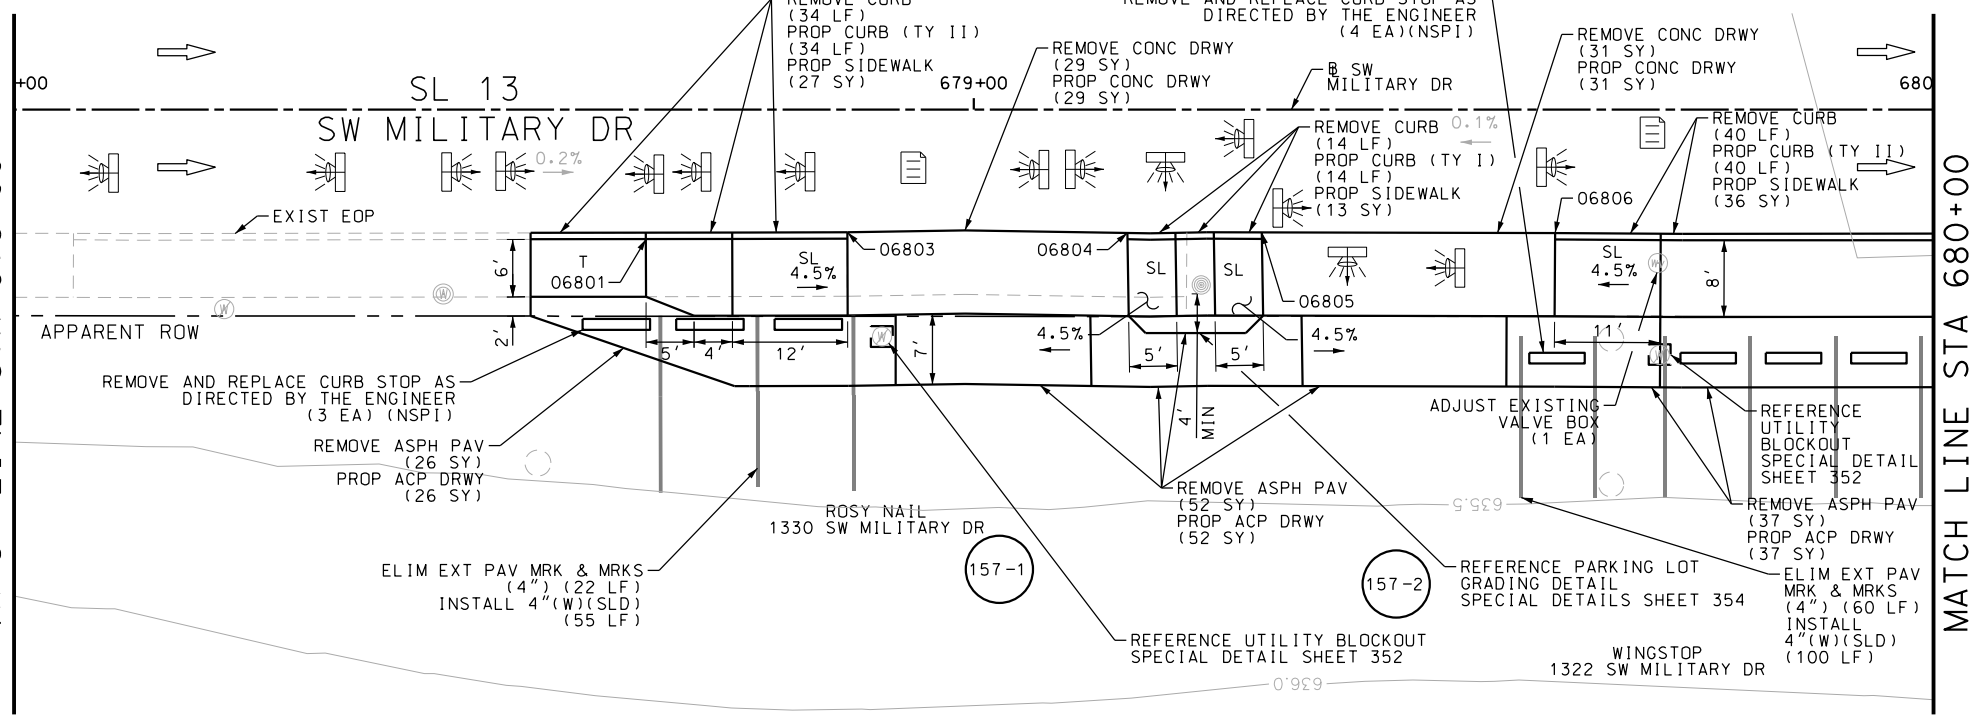 REMOVE CURB
(34 LF)
PROP CURB (TY II)
(34 LF)
PROP SIDEWALK
(27 SY)
REMOVE AND REPLACE CURB STOP AS
DIRECTED BY THE ENGINEER
(4 EA)(NSPI)
REMOVE CONC DRWY
(29 SY)
PROP CONC DRWY
(29 SY)
REMOVE CONC DRWY
(31 SY)
PROP CONC DRWY
(31 SY)
SW
MILITARY DR
+00
SL 13
679+00
680
SW MILITARY DR
0.2%
0.1%
REMOVE CURB
(14 LF)
PROP CURB (TY I)
(14 LF)
PROP SIDEWALK
(13 SY)
REMOVE CURB
(40 LF)
PROP CURB (TY II)
(40 LF)
PROP SIDEWALK
(36 SY)
EXIST EOP
06806
06803
06804
6'
T
06801
SL
4.5%
SL
SL
06805
SL
4.5%
8'
W
W
APPARENT ROW
2'
5'
4'
12'
W
7'
4.5%
5'
5'
4.5%
11'
4'
MIN
REMOVE AND REPLACE CURB STOP AS
DIRECTED BY THE ENGINEER
(3 EA) (NSPI)
REMOVE ASPH PAV
(26 SY)
PROP ACP DRWY
(26 SY)
ADJUST EXISTING
VALVE BOX
(1 EA)
REFERENCE
UTILITY
BLOCKOUT
SPECIAL DETAIL
SHEET 352
REMOVE ASPH PAV
(52 SY)
PROP ACP DRWY
(52 SY)
635.5
REMOVE ASPH PAV
(37 SY)
PROP ACP DRWY
(37 SY)
ROSY NAIL
1330 SW MILITARY DR
157-1
157-2
ELIM EXT PAV MRK & MRKS
(4") (22 LF)
INSTALL 4"(W)(SLD)
(55 LF)
REFERENCE PARKING LOT
GRADING DETAIL
SPECIAL DETAILS SHEET 354
ELIM EXT PAV
MRK & MRKS
(4") (60 LF)
INSTALL
4"(W)(SLD)
(100 LF)
REFERENCE UTILITY BLOCKOUT
SPECIAL DETAIL SHEET 352
WINGSTOP
1322 SW MILITARY DR
636.0
MATCH LINE STA 680+00